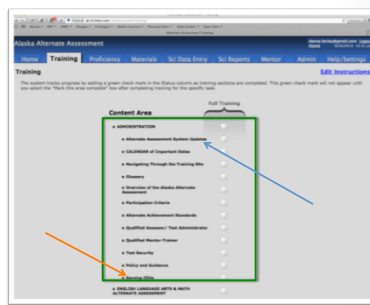 Alaska Alternate Assessment
Home Training Proficiency Materials Sci Data Entry Sci Reports Mentor Admin Help/Settings
Training
Edit Instructions
The system tracks progress by adding a green check mark in the Status column as training sections are completed. This green check mark will not appear until
you select the "Mark this area complete" box after completing training for the specific task.
Full Training
Content Area
ADMINISTRATION
Alternate Assessment System Updates
CALENDAR of Important Dates
Navigating Through the Training Site
Glossary
Overview of the Alaska Alternate
Assessment
Participation Criteria
Alternate Achievement Standards
Qualified Assessor/ Test Administrator
Qualified Mentor-Trainer
Test Security
Policy and Guidance
ENGLISH LANGUAGE ARTS & MATH
ALTERNATE ASSESSMENT